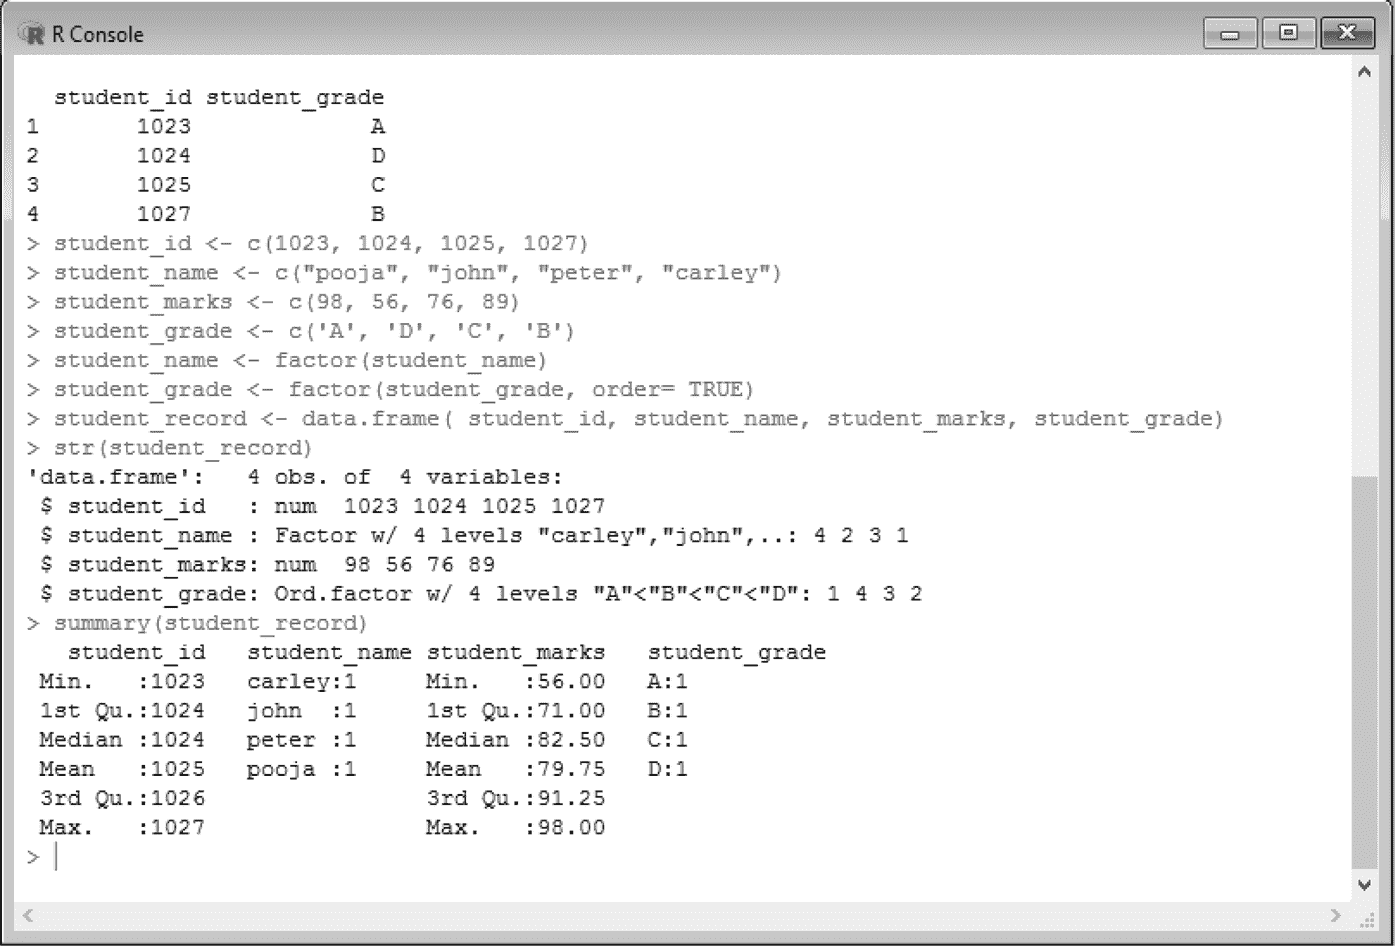 R Console
   student_id student_grade
1        1023             A
2        1024             D
3        1025             C
4        1027             B
> student_id <- c(1023, 1024, 1025, 1027)
> student_name <- c("pooja", "john", "peter", "carley")
> student_marks <- c(98, 56, 76, 89)
> student_grade <- c('A', 'D', 'C', 'B')
> student_name <- factor(student_name)
> student_grade <- factor(student_grade, order= TRUE)
> student_record <- data.frame( student_id, student_name, student_marks, student_grade)
> str(student_record)
'data.frame':   4 obs. of  4 variables:
 $ student_id   : num  1023 1024 1025 1027
 $ student_name : Factor w/ 4 levels "carley","john",..: 4 2 3 1
 $ student_marks: num  98 56 76 89
 $ student_grade: Ord.factor w/ 4 levels "A"<"B"<"C"<"D": 1 4 3 2
> summary(student_record)
   student_id   student_name student_marks   student_grade
 Min.   :1023   carley:1     Min.   :56.00   A:1
 1st Qu.:1024   john  :1     1st Qu.:71.00   B:1
 Median :1024   peter :1     Median :82.50   C:1
 Mean   :1025   pooja :1     Mean   :79.75   D:1
 3rd Qu.:1026                3rd Qu.:91.25
 Max.   :1027                Max.   :98.00
>